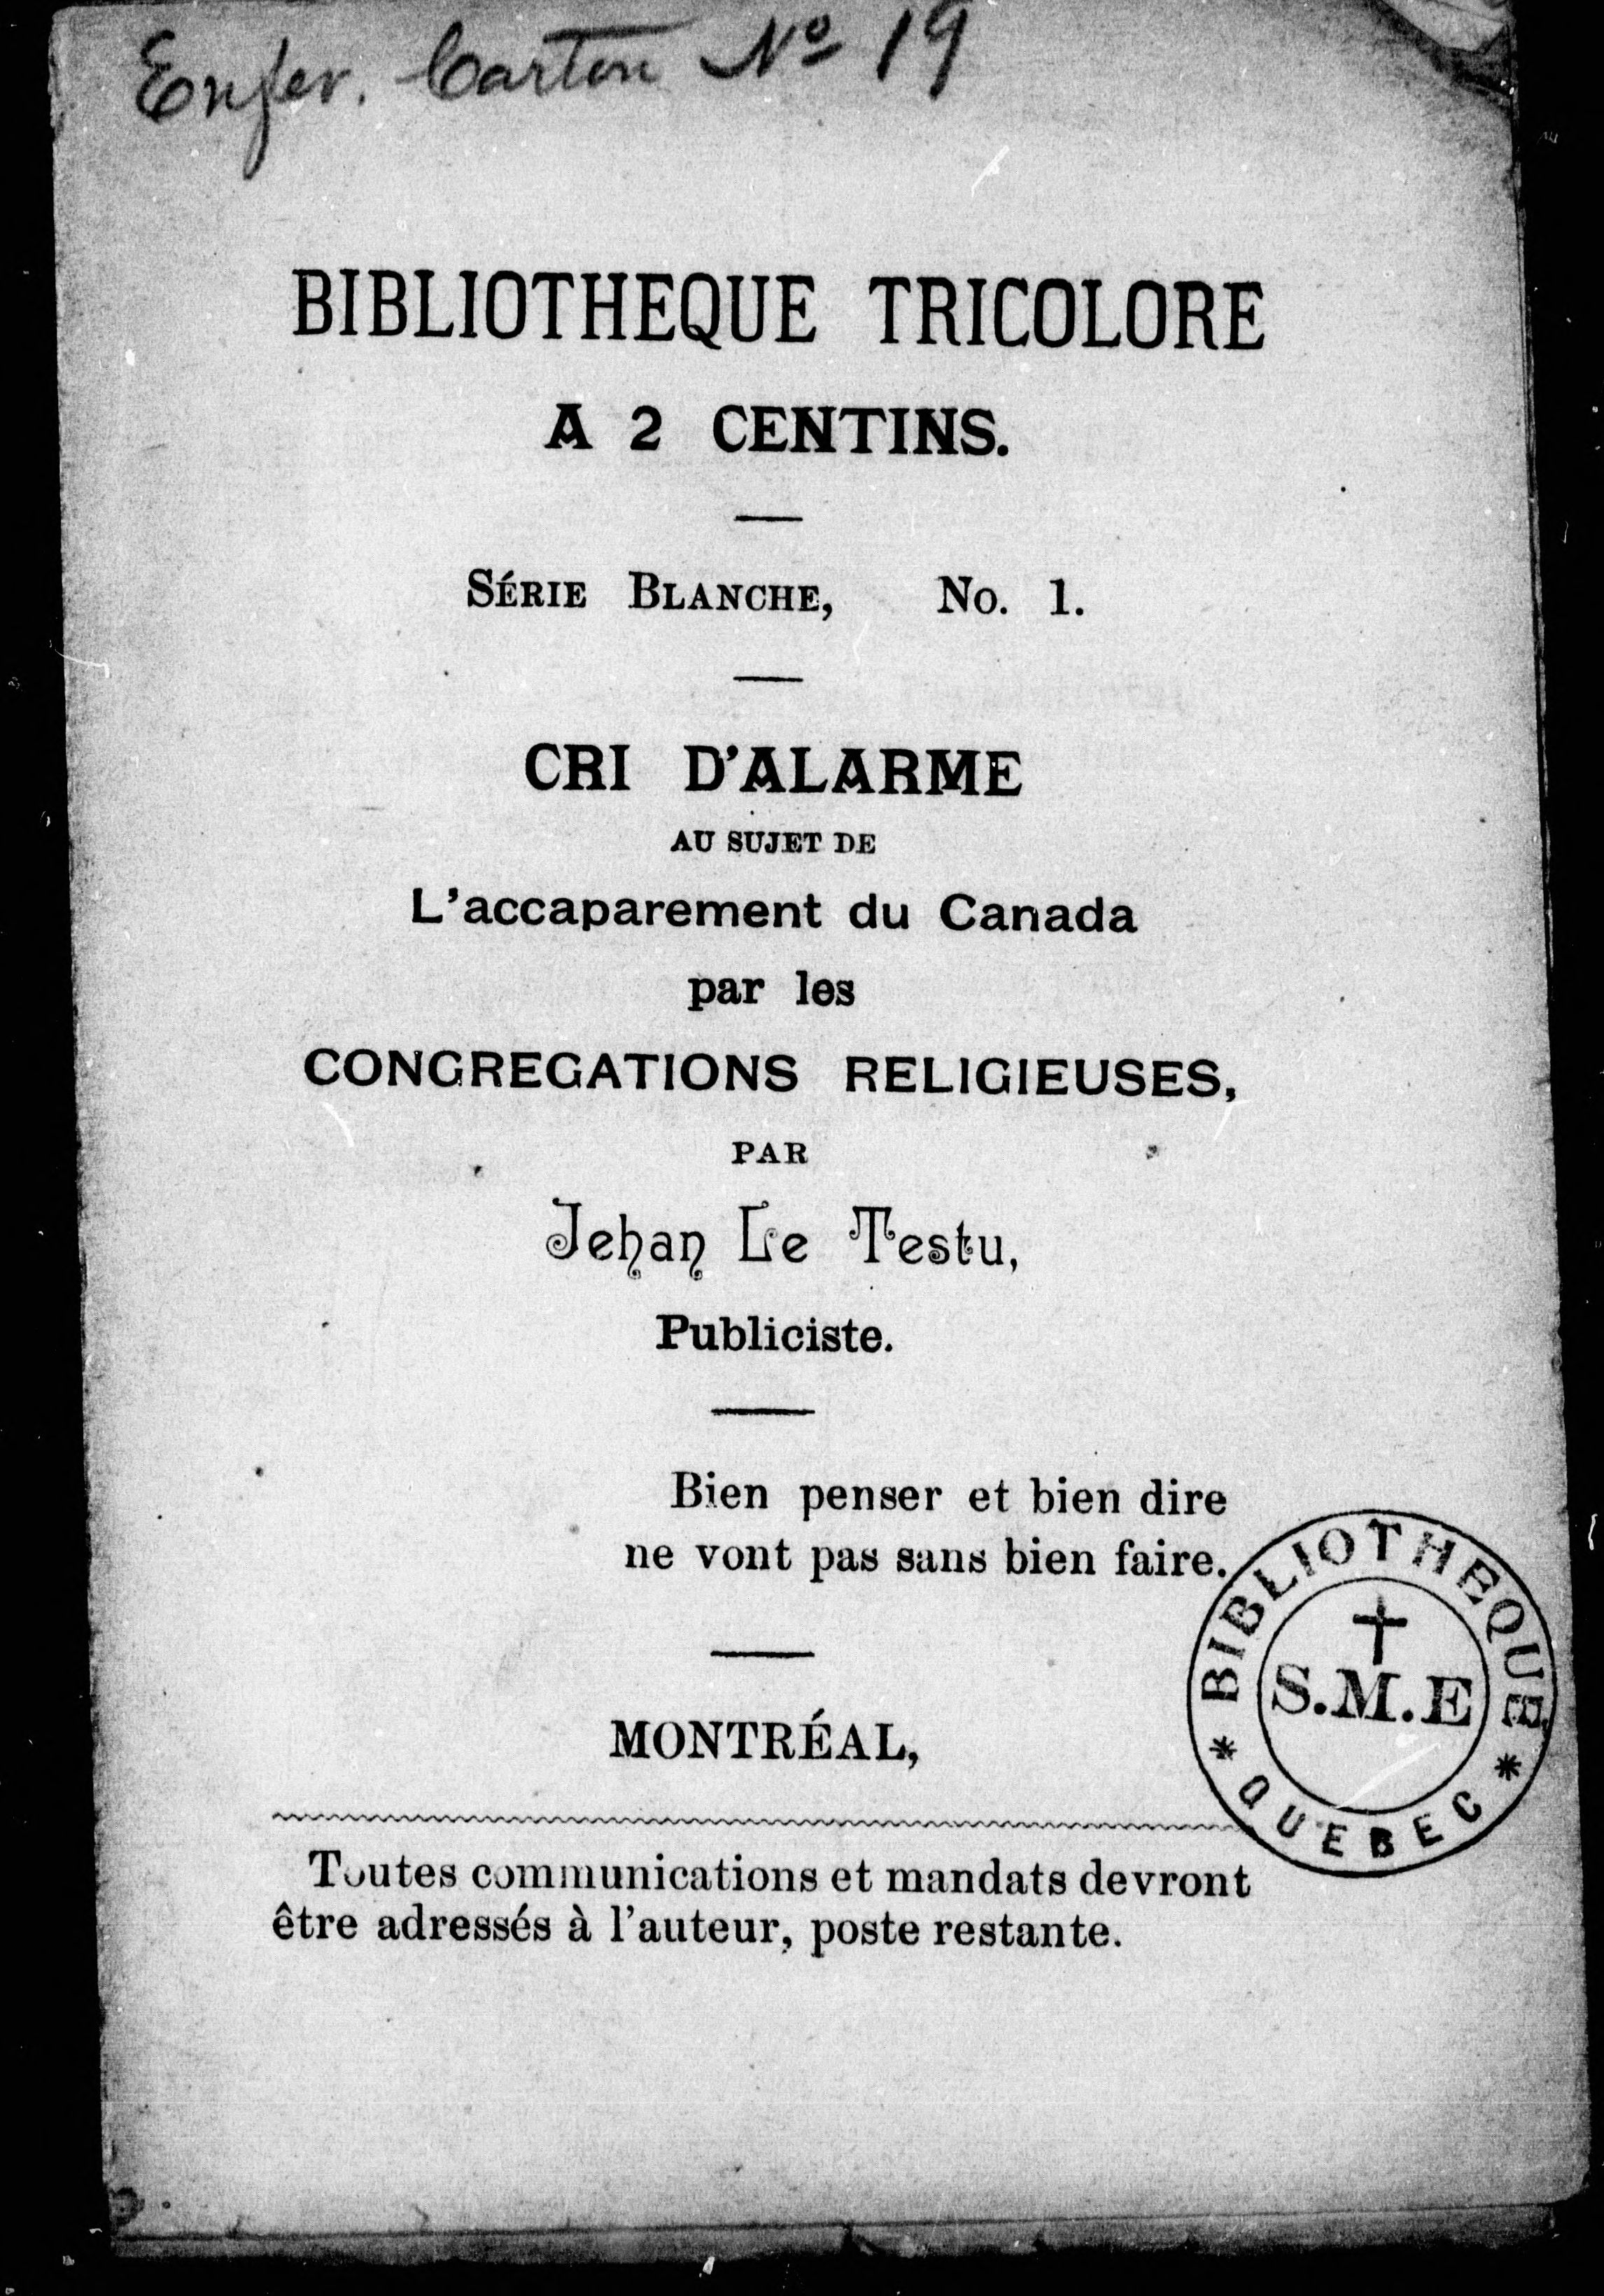 Enfer. Carton No 19
BIBLIOTHEQUE TRICOLORE
A 2 CENTINS.
SÉRIE BLANCHE, No. 1.
CRI D'ALARME
AU SUJET DE
L'accaparement du Canada
par les
CONGREGATIONS RELIGIEUSES,
PAR
Jehan Le Testu,
Publiciste.
Bien penser et bien dire
ne vont pas sans bien faire.
BIBLIOTHEQUE
S.M.E
* QUEBEC *
MONTRÉAL,
Toutes communications et mandats devront
être adressés à l'auteur, poste restante.